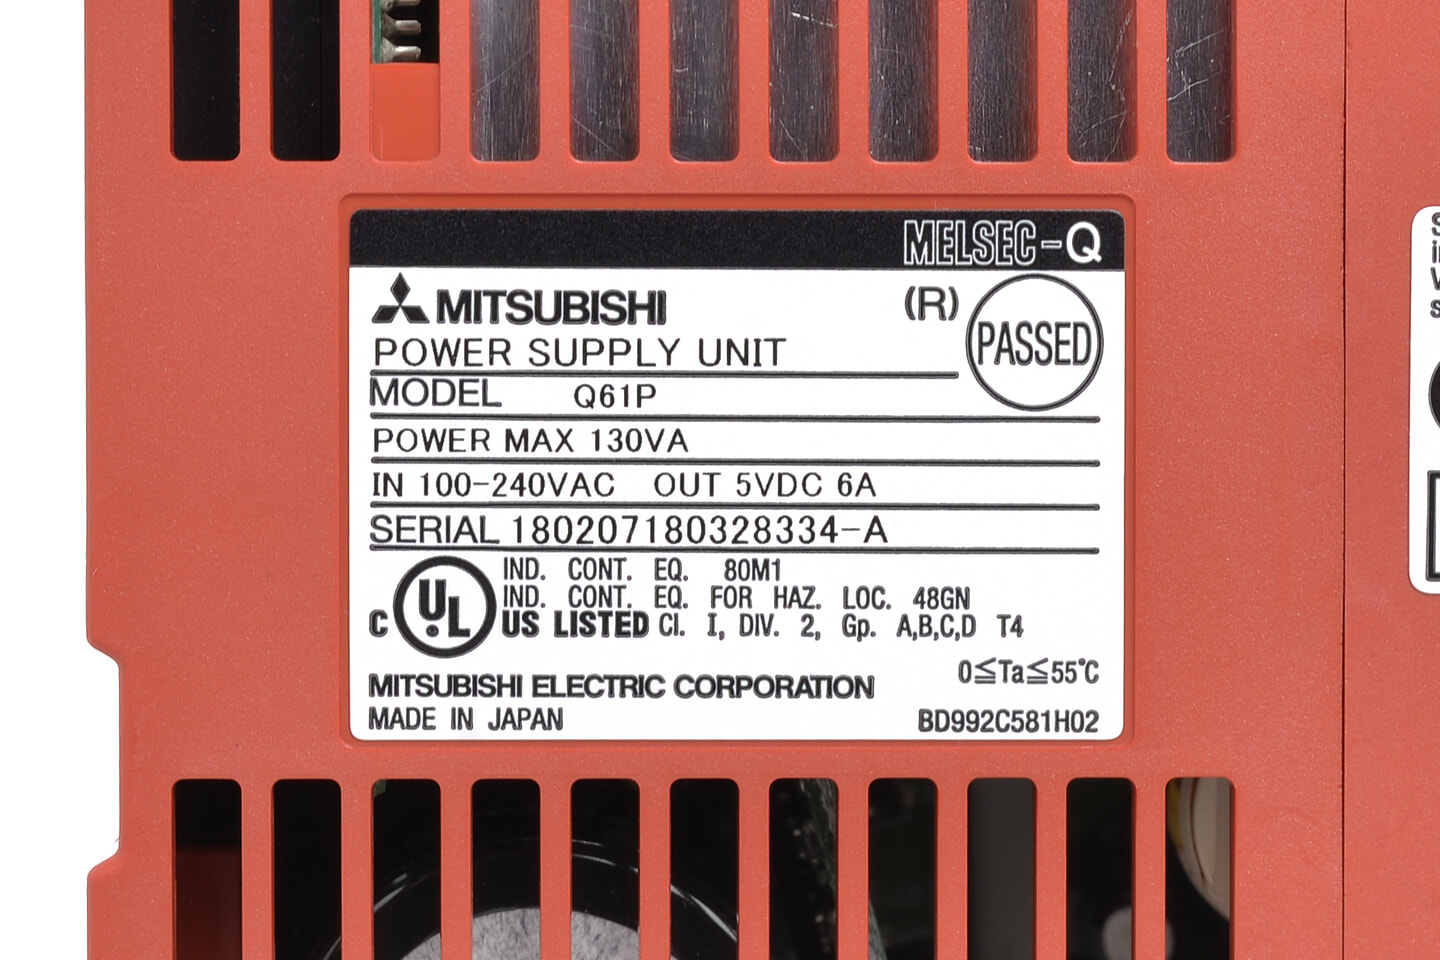 MELSEC-Q
MITSUBISHI (R) PASSED
POWER SUPPLY UNIT
MODEL Q61P
POWER MAX 130VA
IN 100-240VAC OUT 5VDC 6A
SERIAL 180207180328334-A
IND. CONT. EQ. 80M1
IND. CONT. EQ. FOR HAZ. LOC. 48GN
C UL US LISTED Cl. I, DIV. 2, Gp. A,B,C,D T4
0≦Ta≦55℃
MITSUBISHI ELECTRIC CORPORATION
MADE IN JAPAN BD992C581H02